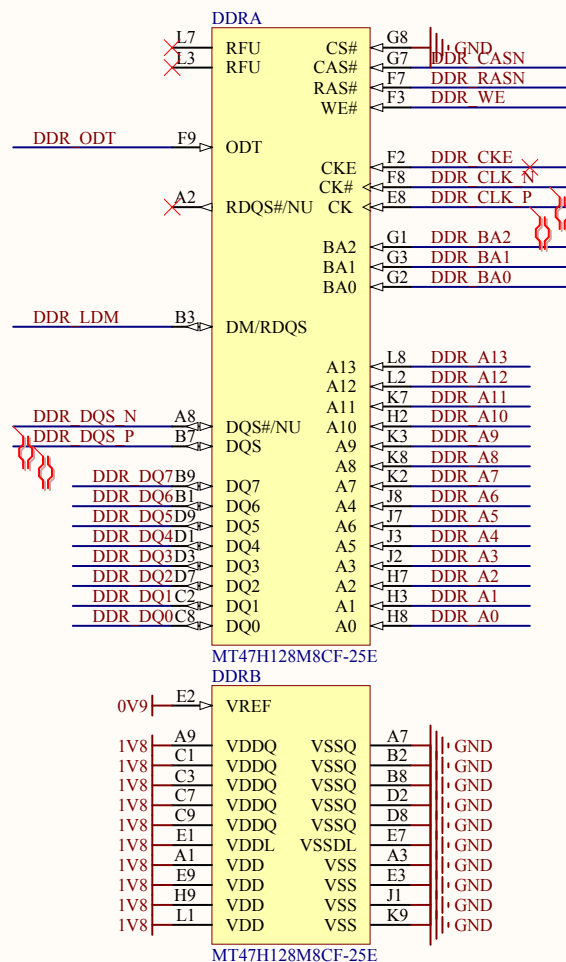 DDRA
L7 RFU CS# G8 GND
L3 RFU CAS# G7 DDR_CASN
RAS# F7 DDR_RASN
WE# F3 DDR_WE
DDR_ODT F9 ODT
CKE F2 DDR_CKE
CK# F8 DDR_CLK_N
A2 RDQS#/NU CK E8 DDR_CLK_P
BA2 G1 DDR_BA2
BA1 G3 DDR_BA1
BA0 G2 DDR_BA0
DDR_LDM B3 DM/RDQS
A13 L8 DDR_A13
A12 L2 DDR_A12
A11 K7 DDR_A11
DDR_DQS_N A8 DQS#/NU A10 H2 DDR_A10
DDR_DQS_P B7 DQS A9 K3 DDR_A9
A8 K8 DDR_A8
DDR_DQ7 B9 DQ7 A7 K2 DDR_A7
DDR_DQ6 B1 DQ6 A4 J8 DDR_A6
DDR_DQ5 D9 DQ5 A6 J7 DDR_A5
DDR_DQ4 D1 DQ4 A5 J3 DDR_A4
DDR_DQ3 D3 DQ3 A3 J2 DDR_A3
DDR_DQ2 D7 DQ2 A2 H7 DDR_A2
DDR_DQ1 C2 DQ1 A1 H3 DDR_A1
DDR_DQ0 C8 DQ0 A0 H8 DDR_A0
MT47H128M8CF-25E
DDRB
0V9 E2 VREF
1V8 A9 VDDQ VSSQ A7 GND
1V8 C1 VDDQ VSSQ B2 GND
1V8 C3 VDDQ VSSQ B8 GND
1V8 C7 VDDQ VSSQ D2 GND
1V8 C9 VDDQ VSSQ D8 GND
1V8 E1 VDDL VSSDL E7 GND
1V8 A1 VDD VSS A3 GND
1V8 E9 VDD VSS E3 GND
1V8 H9 VDD VSS J1 GND
1V8 L1 VDD VSS K9 GND
MT47H128M8CF-25E